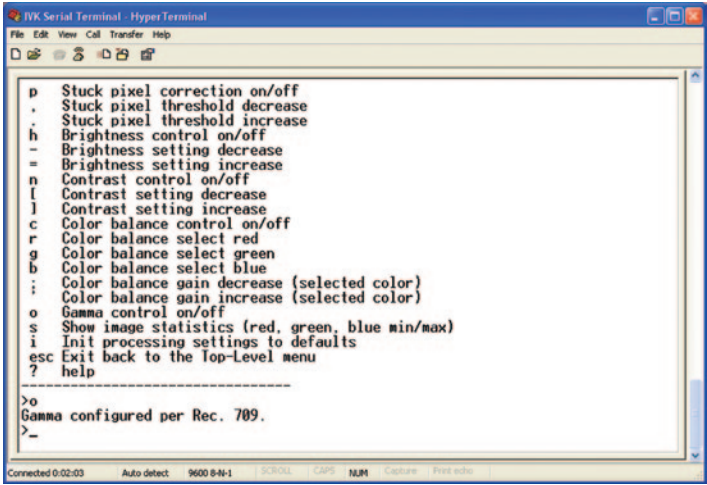 IVK Serial Terminal - HyperTerminal
File Edit View Call Transfer Help
p Stuck pixel correction on/off
, Stuck pixel threshold decrease
. Stuck pixel threshold increase
h Brightness control on/off
- Brightness setting decrease
= Brightness setting increase
n Contrast control on/off
[ Contrast setting decrease
] Contrast setting increase
c Color balance control on/off
r Color balance select red
g Color balance select green
b Color balance select blue
; Color balance gain decrease (selected color)
Color balance gain increase (selected color)
o Gamma control on/off
s Show image statistics (red, green, blue min/max)
i Init processing settings to defaults
esc Exit back to the Top-Level menu
? help
----------------------------------
>o
Gamma configured per Rec. 709.
>_
Connected 0:02:03 Auto detect 9600 8-N-1 SCROLL CAPS NUM Capture Print echo